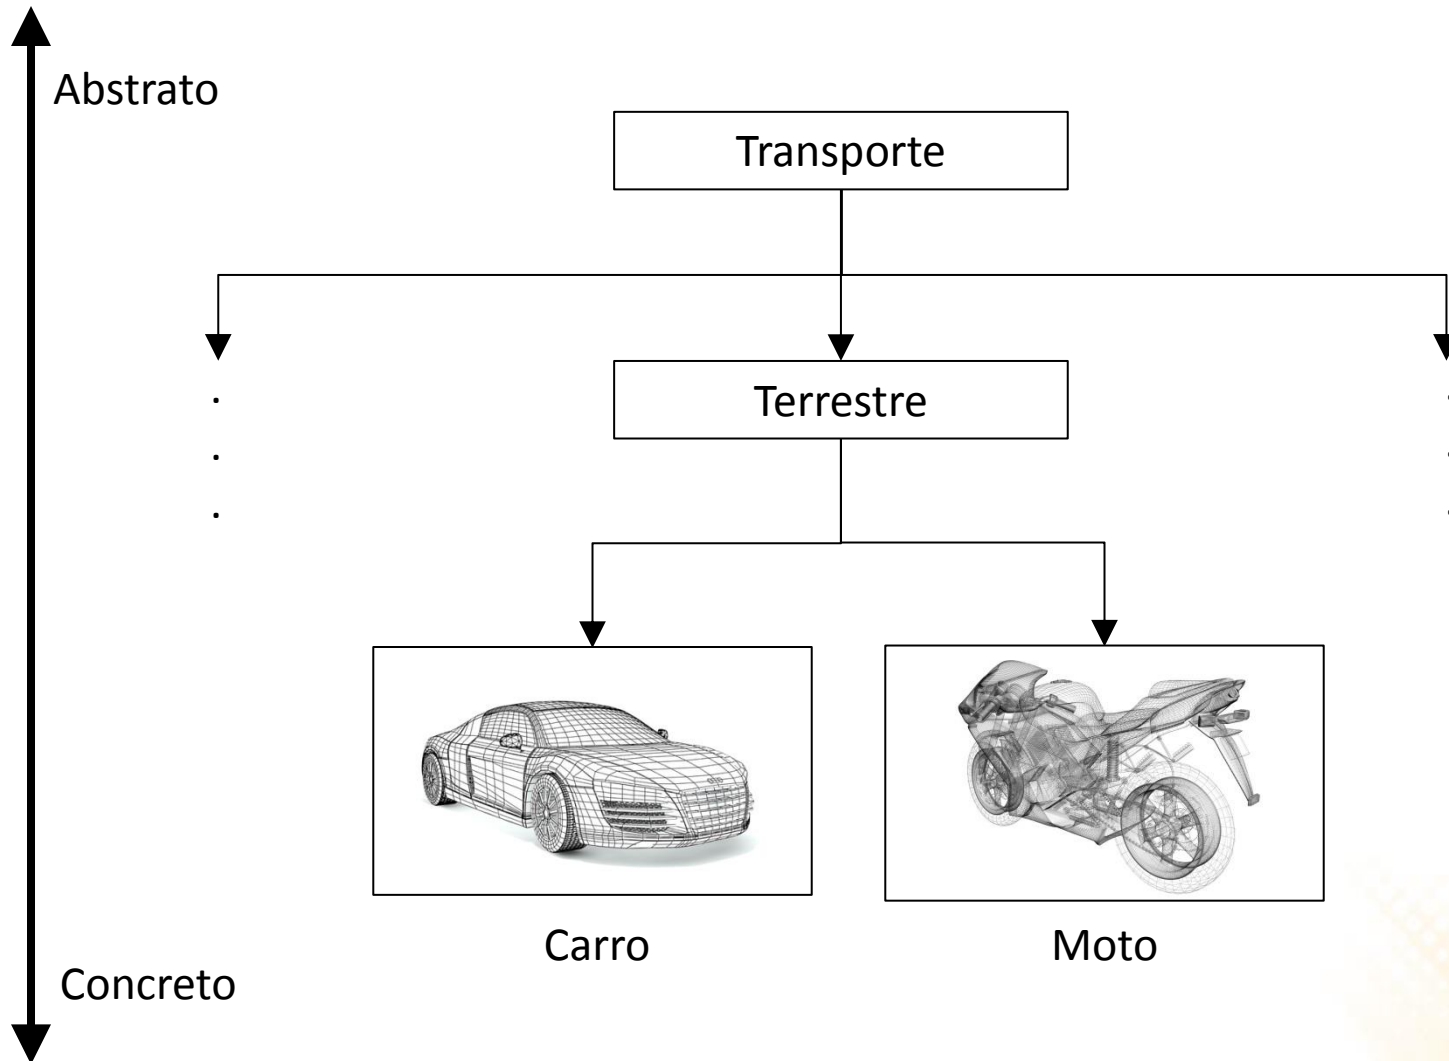 Abstrato
Transporte
.
.
.
Terrestre
.
.
.
Carro
Moto
Concreto